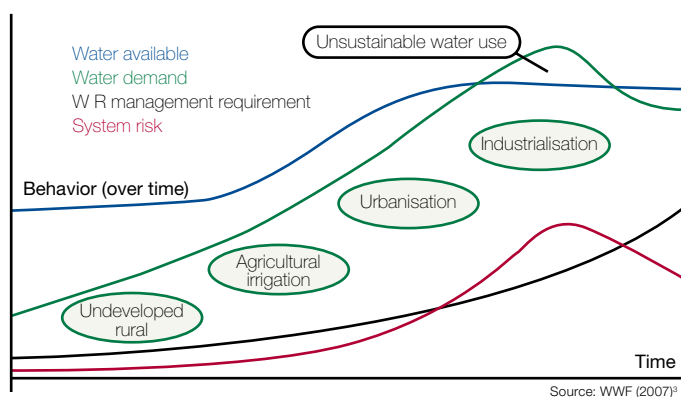 Unsustainable water use
Water available
Water demand
W R management requirement
System risk
Industrialisation
Behavior (over time)
Urbanisation
Agricultural
irrigation
Undeveloped
rural
Time
Source: WWF (2007)³